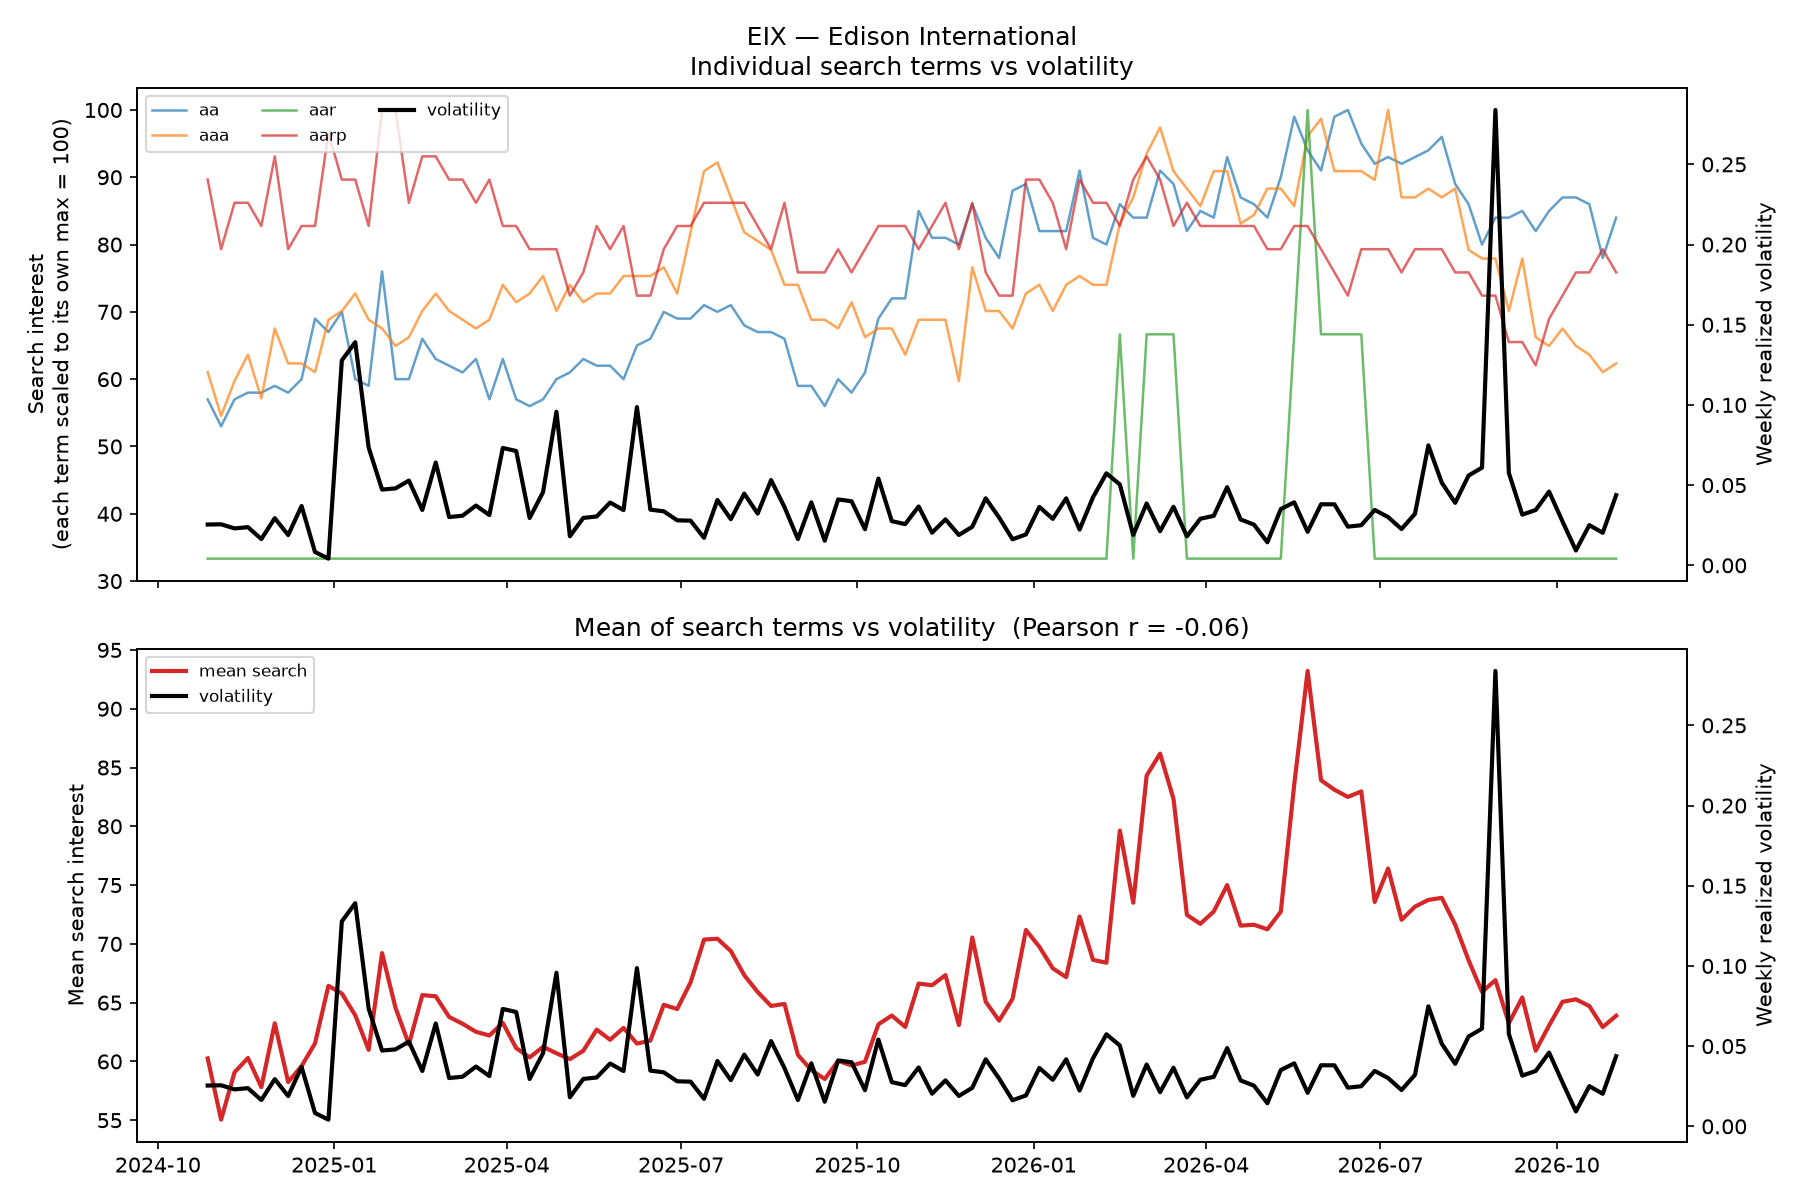 EIX — Edison International
Individual search terms vs volatility
aa
aaa
aar
aarp
volatility
Search interest
(each term scaled to its own max = 100)
100
90
80
70
60
50
40
30
Weekly realized volatility
0.25
0.20
0.15
0.10
0.05
0.00
Mean of search terms vs volatility (Pearson r = -0.06)
mean search
volatility
Mean search interest
95
90
85
80
75
70
65
60
55
Weekly realized volatility
0.25
0.20
0.15
0.10
0.05
0.00
2024-10
2025-01
2025-04
2025-07
2025-10
2026-01
2026-04
2026-07
2026-10